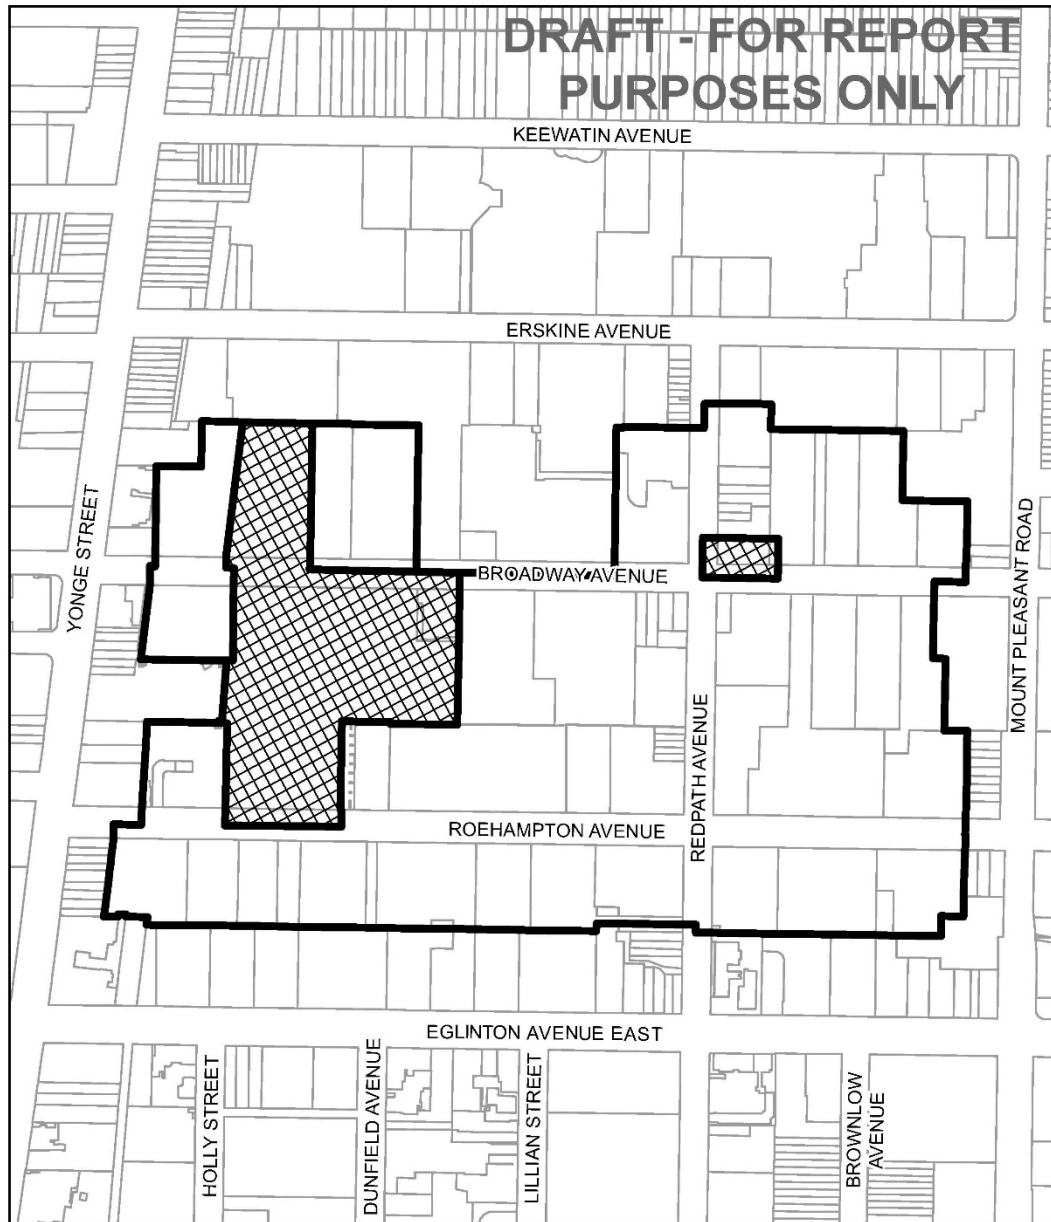 DRAFT - FOR REPORT
PURPOSES ONLY
KEEWATIN AVENUE
ERSKINE AVENUE
YONGE STREET
BROADWAY AVENUE
MOUNT PLEASANT ROAD
REDPATH AVENUE
ROEHAMPTON AVENUE
EGLINTON AVENUE EAST
HOLLY STREET
DUNFIELD AVENUE
LILLIAN STREET
BROWNLOW
AVENUE